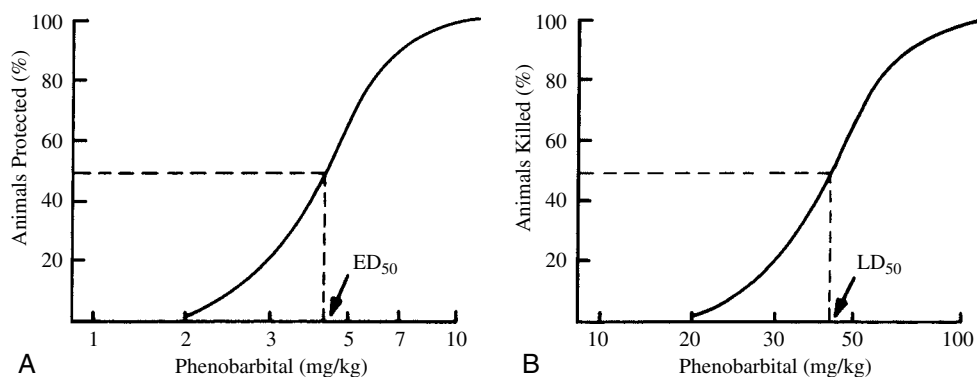 Animals Protected (%)
100
80
60
40
20
ED50
1 2 3 5 7 10
A
Phenobarbital (mg/kg)
Animals Killed (%)
100
80
60
40
20
LD50
10 20 30 50 100
B
Phenobarbital (mg/kg)